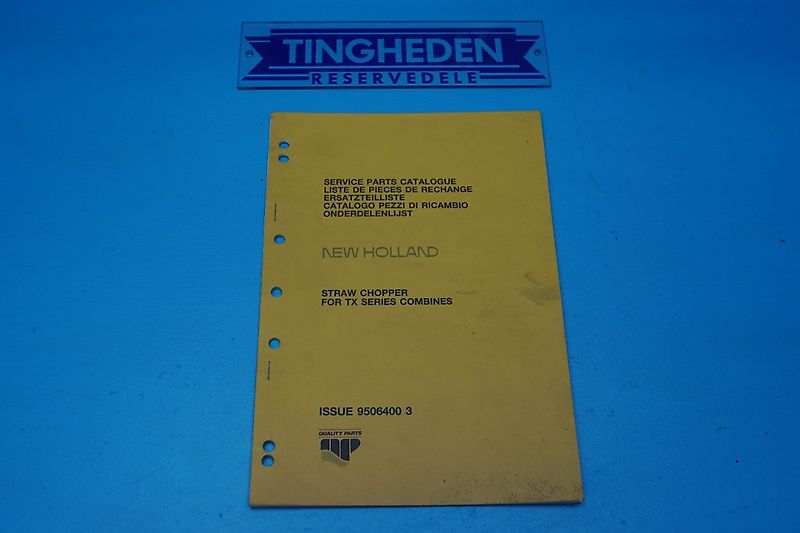 TINGHEDEN
RESERVEDELE
SERVICE PARTS CATALOGUE
LISTE DE PIECES DE RECHANGE
ERSATZTEILLISTE
CATALOGO PEZZI DI RICAMBIO
ONDERDELENLIJST
NEW HOLLAND
STRAW CHOPPER
FOR TX SERIES COMBINES
ISSUE 9506400 3
QUALITY PARTS
QP